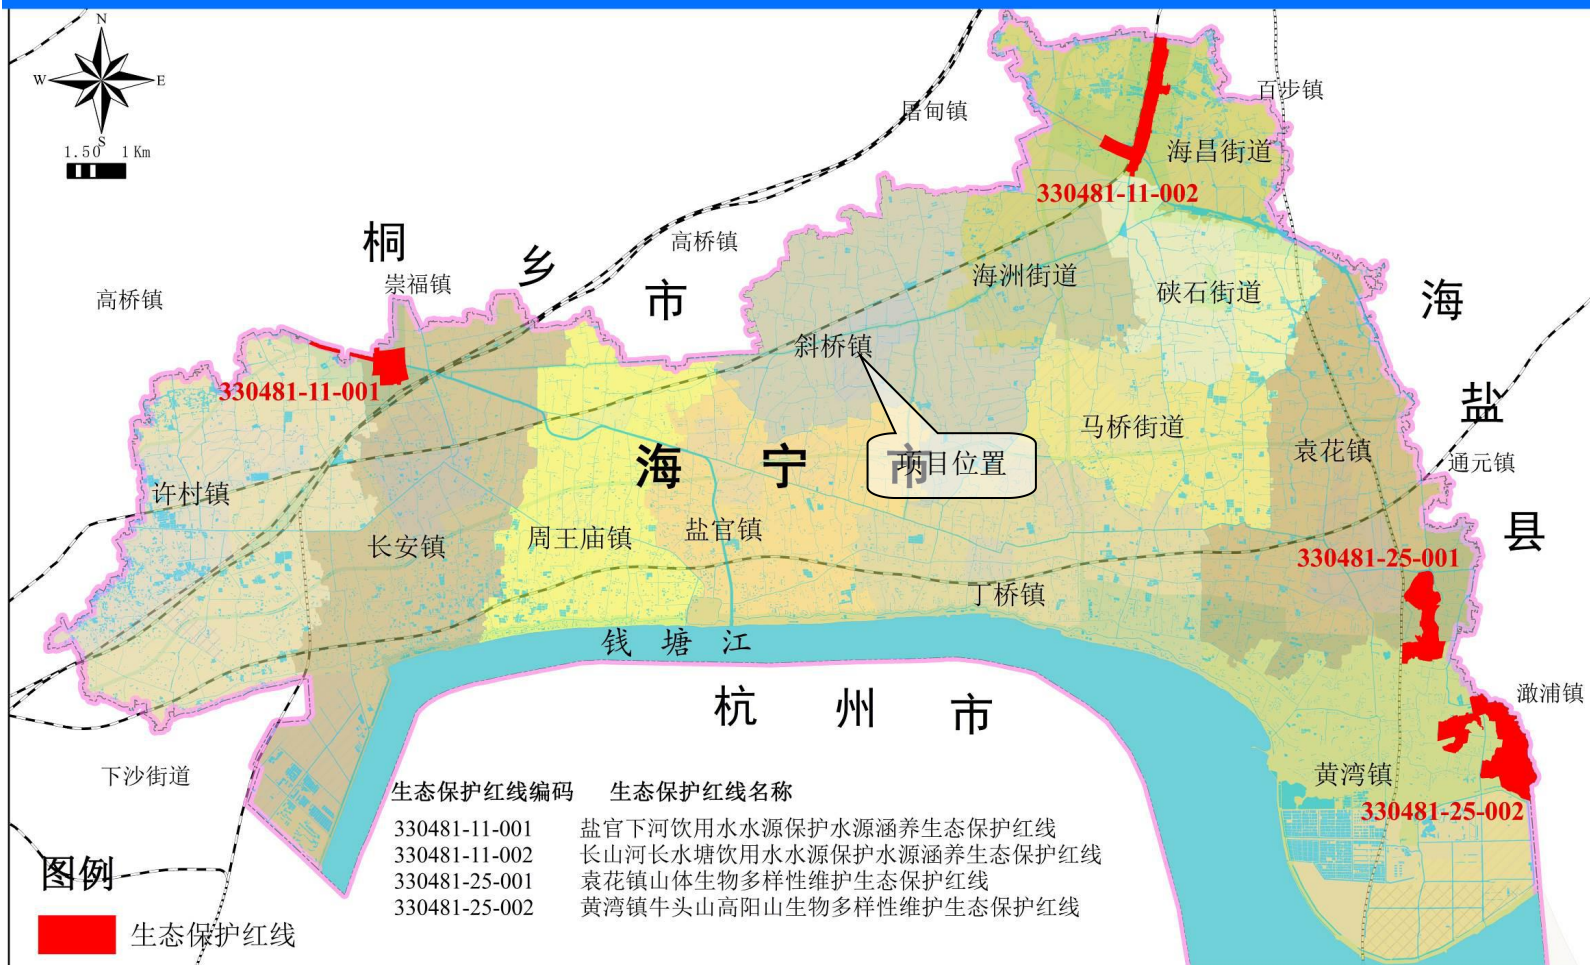 N
W
E
S
1.50 1 Km
屠甸镇
百步镇
海昌街道
330481-11-002
桐乡市
高桥镇
崇福镇
高桥镇
海洲街道
硖石街道
海盐县
斜桥镇
330481-11-001
马桥街道
袁花镇
通元镇
海宁市
项目位置
许村镇
长安镇
周王庙镇
盐官镇
330481-25-001
丁桥镇
钱塘江
杭州市
澉浦镇
下沙街道
黄湾镇
330481-25-002
生态保护红线编码 生态保护红线名称
330481-11-001 盐官下河饮用水水源保护水源涵养生态保护红线
330481-11-002 长山河长水塘饮用水水源保护水源涵养生态保护红线
330481-25-001 袁花镇山体生物多样性维护生态保护红线
330481-25-002 黄湾镇牛头山高阳山生物多样性维护生态保护红线
图例
生态保护红线